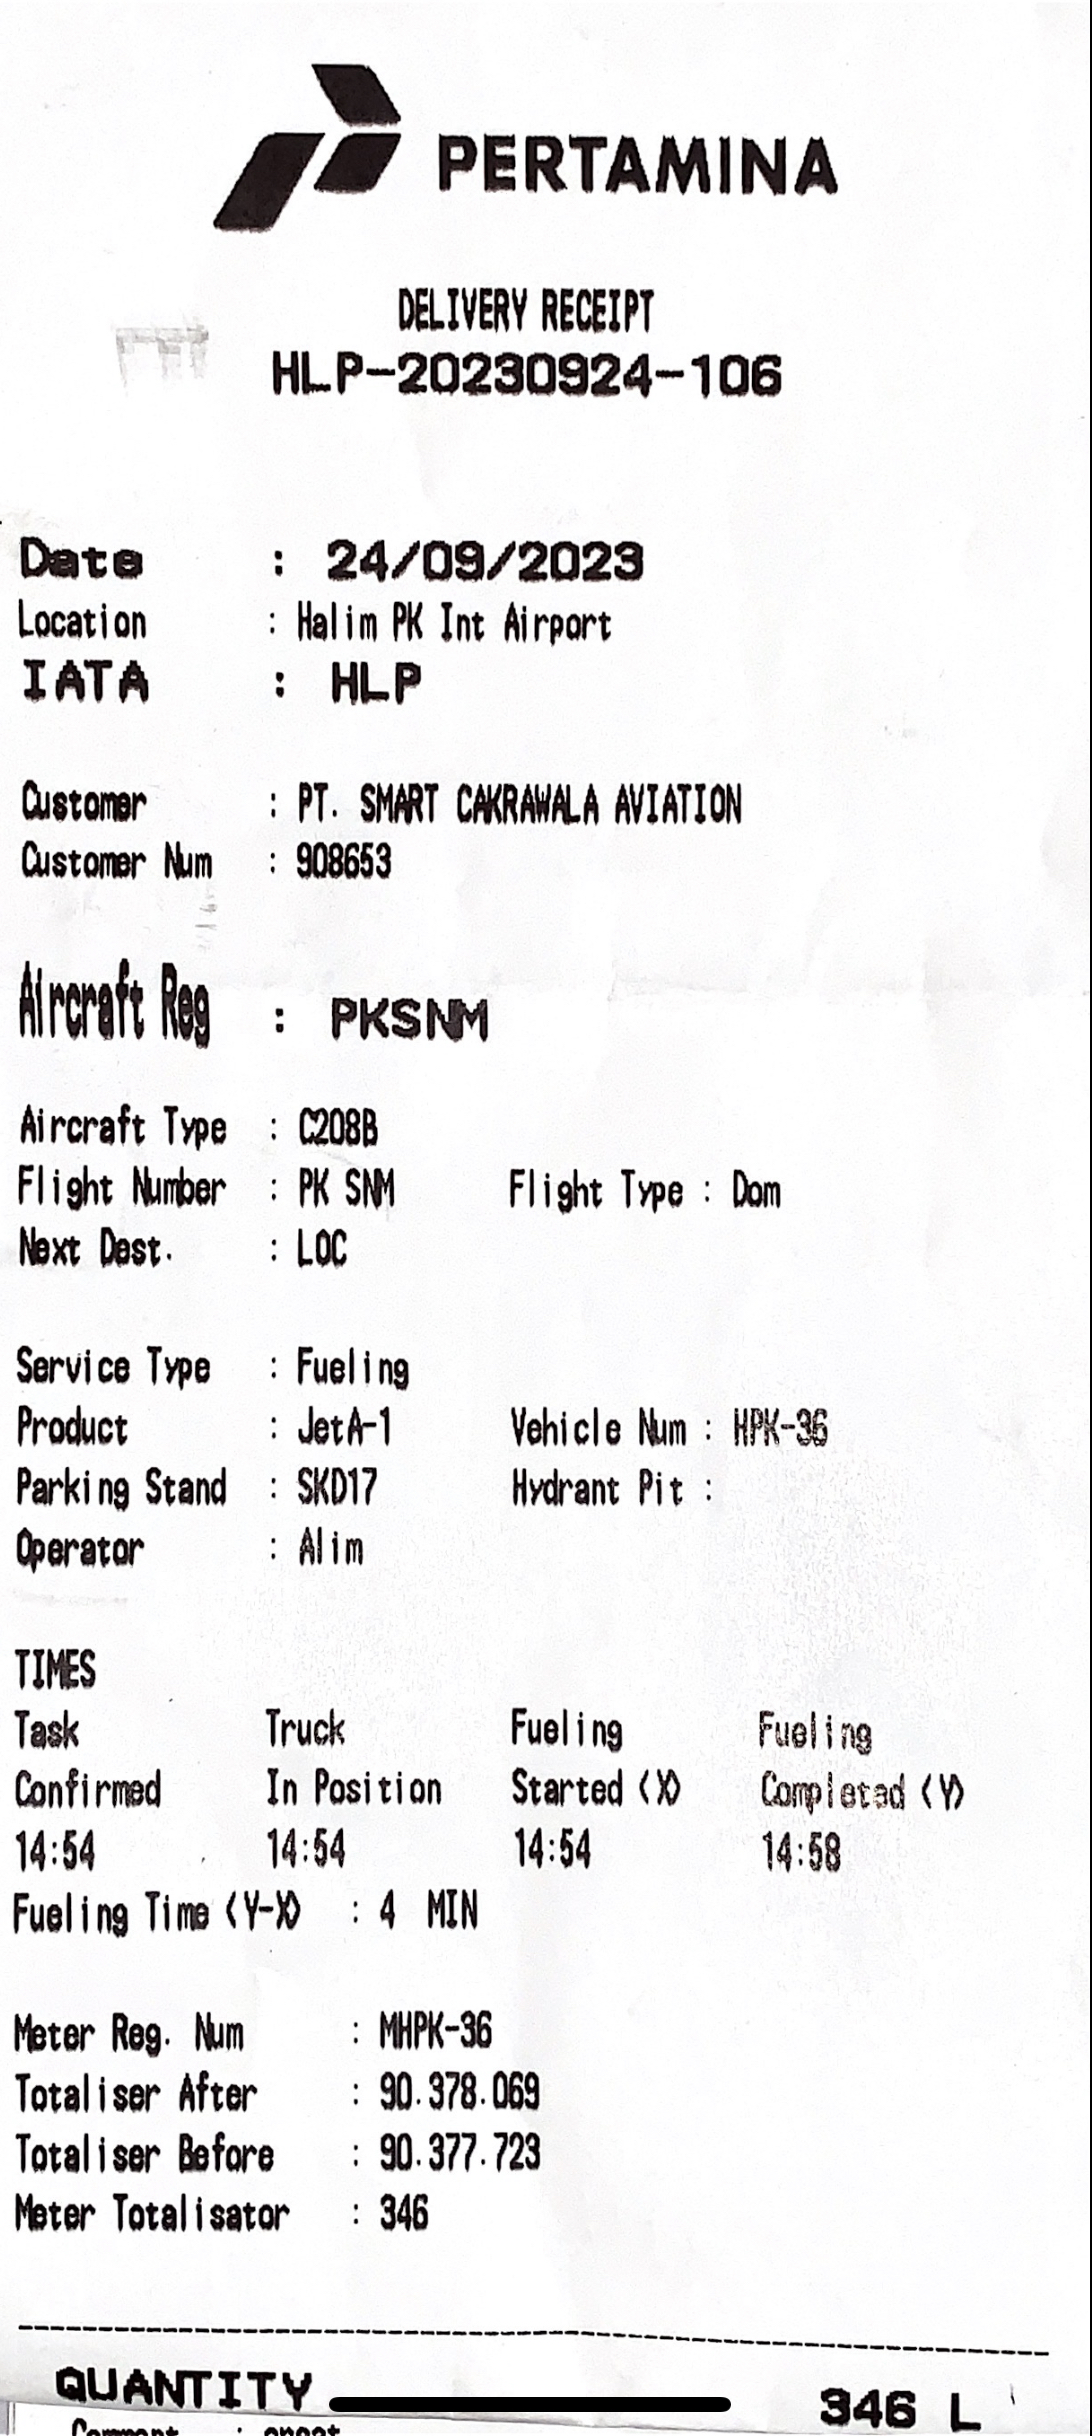 PERTAMINA
DELIVERY RECEIPT
HLP-20230924-106
Date : 24/09/2023
Location : Halim PK Int Airport
IATA : HLP
Customer : PT. SMART CAKRAWALA AVIATION
Customer Num : 908653
Aircraft Reg : PKSNM
Aircraft Type : C208B
Flight Number : PK SNM Flight Type : Dom
Next Dest. : LOC
Service Type : Fueling
Product : JetA-1 Vehicle Num : HPK-36
Parking Stand : SKD17 Hydrant Pit :
Operator : Alim
TIMES
Task Truck Fueling Fueling
Confirmed In Position Started (X) Completed (Y)
14:54 14:54 14:54 14:58
Fueling Time (Y-X) : 4 MIN
Meter Reg. Num : MHPK-36
Totaliser After : 90.378.069
Totaliser Before : 90.377.723
Meter Totalisator : 346
QUANTITY 346 L